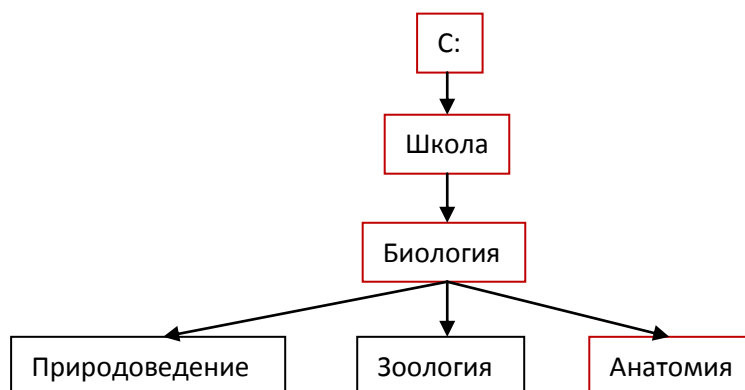 С:
Школа
Биология
Природоведение
Зоология
Анатомия